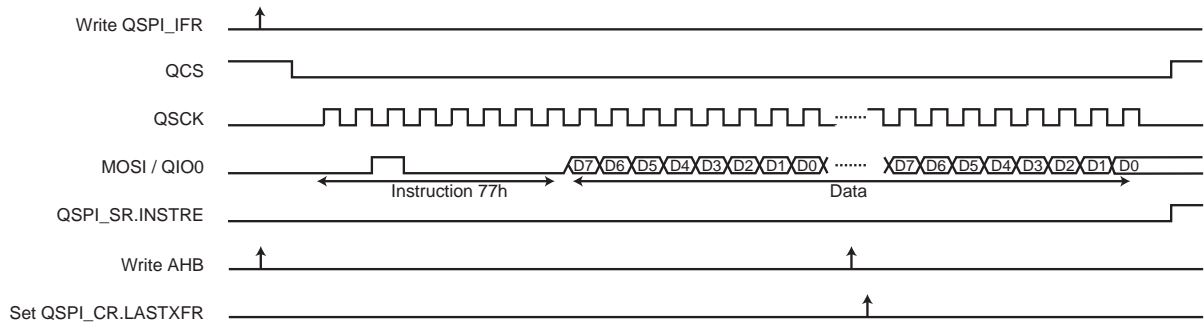 Write QSPI_IFR
QCS
QSCK
MOSI / QIO0
D7 D6 D5 D4 D3 D2 D1 D0 D7 D6 D5 D4 D3 D2 D1 D0
Instruction 77h Data
QSPI_SR.INSTRE
Write AHB
Set QSPI_CR.LASTXFR